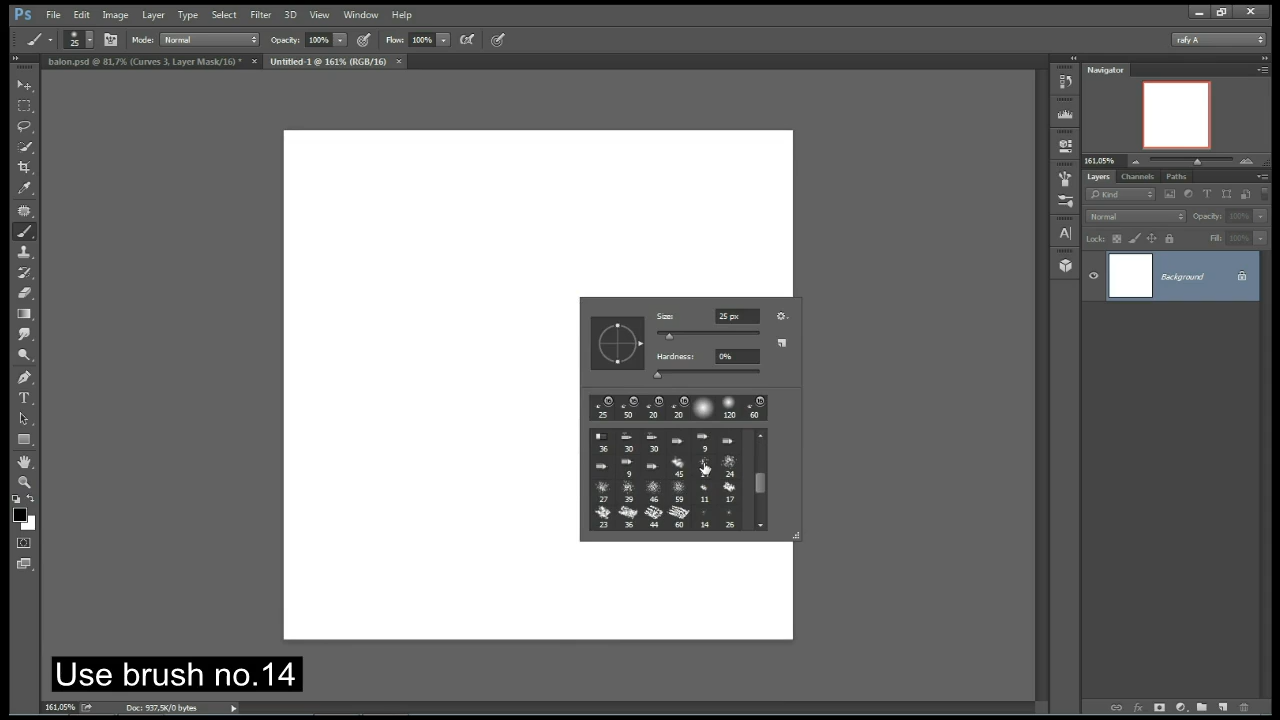 Ps File Edit Image Layer Type Select Filter 3D View Window Help
25 Mode: Normal Opacity: 100% Flow: 100% rafy A
balon.psd @ 81,7% (Curves 3, Layer Mask/16) * × Untitled-1 @ 161% (RGB/16) ×
Navigator
161,05%
Layers Channels Paths
Kind
Normal Opacity: 100%
Lock: Fill: 100%
Background
Size: 25 px
Hardness: 0%
25 50 20 20 120 60
36 30 30 9
9 45 24
27 39 46 59 11 17
23 36 44 60 14 26
Use brush no.14
161,05% Doc: 937,5K/0 bytes